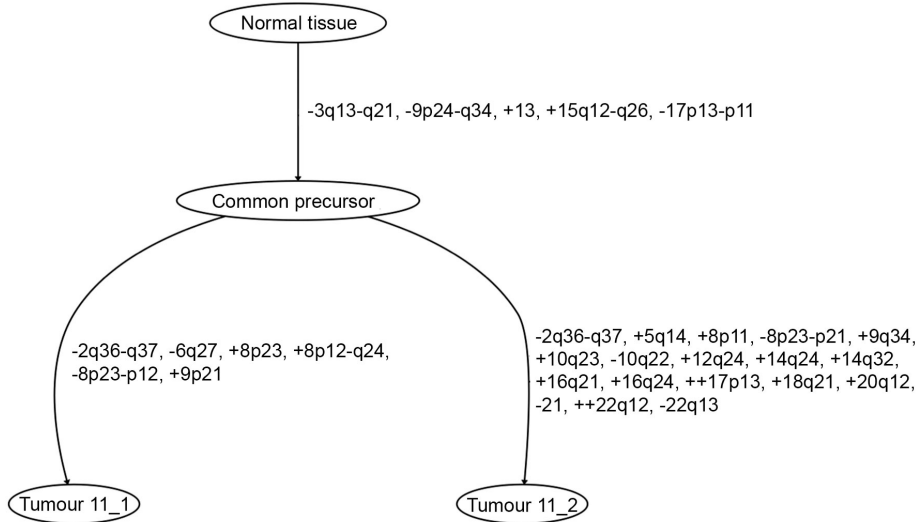 Normal tissue
-3q13-q21, -9p24-q34, +13, +15q12-q26, -17p13-p11
Common precursor
-2q36-q37, -6q27, +8p23, +8p12-q24,
-8p23-p12, +9p21
-2q36-q37, +5q14, +8p11, -8p23-p21, +9q34,
+10q23, -10q22, +12q24, +14q24, +14q32,
+16q21, +16q24, ++17p13, +18q21, +20q12,
-21, ++22q12, -22q13
Tumour 11_1
Tumour 11_2